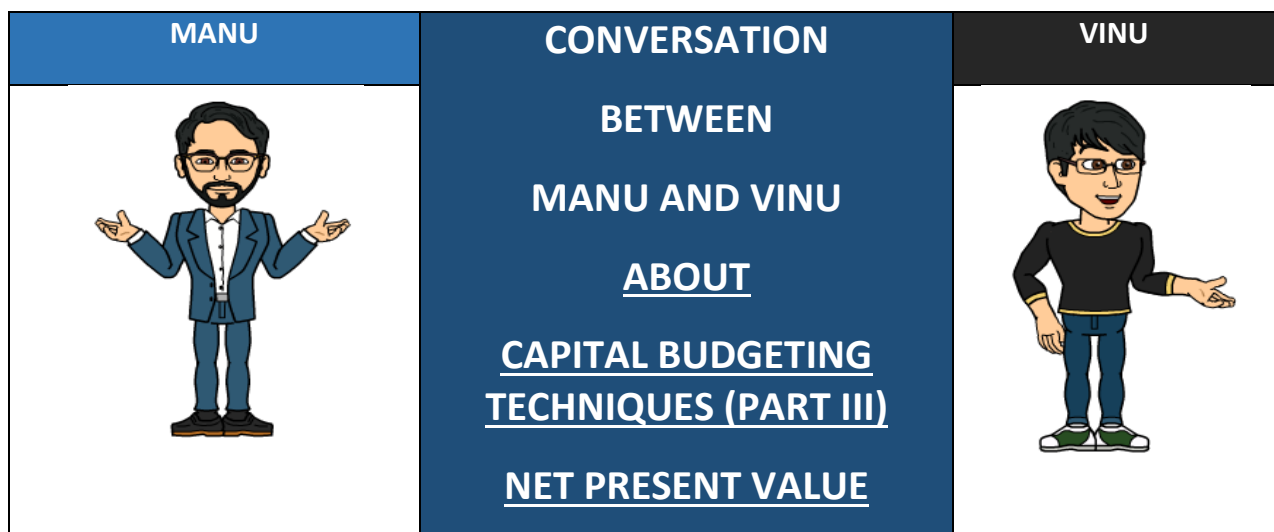 MANU
CONVERSATION
BETWEEN
MANU AND VINU
ABOUT
CAPITAL BUDGETING
TECHNIQUES (PART III)
NET PRESENT VALUE
VINU